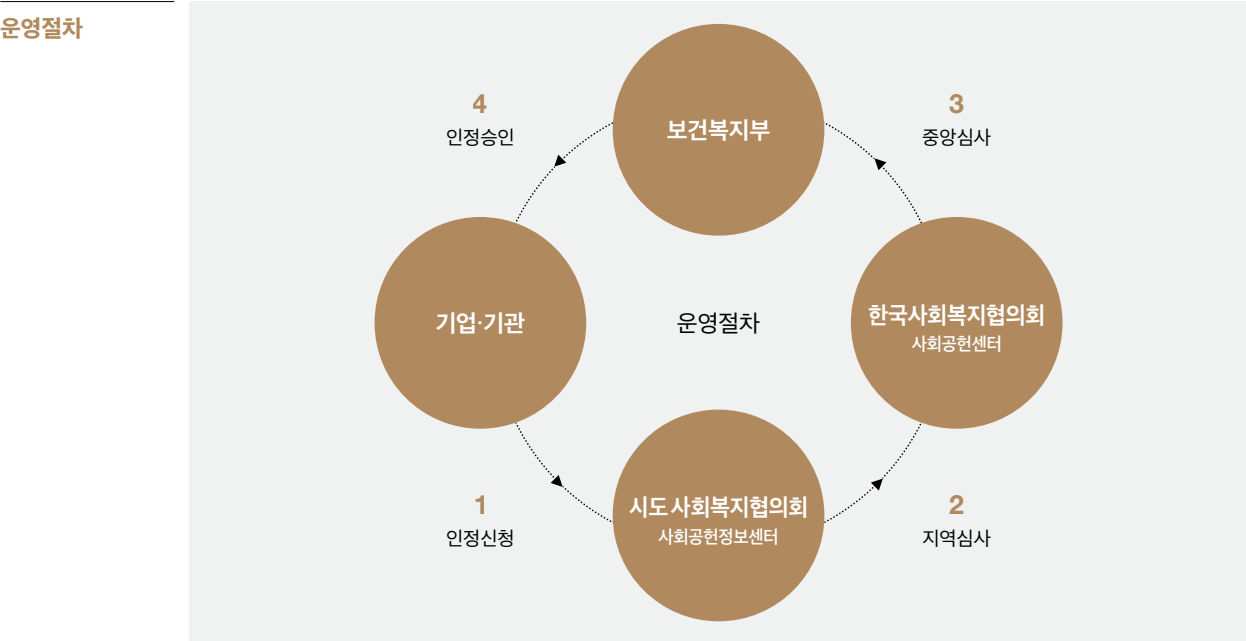 운영절차
4
인정승인
보건복지부
3
중앙심사
기업·기관
운영절차
한국사회복지협의회
사회공헌센터
1
인정신청
시도 사회복지협의회
사회공헌정보센터
2
지역심사